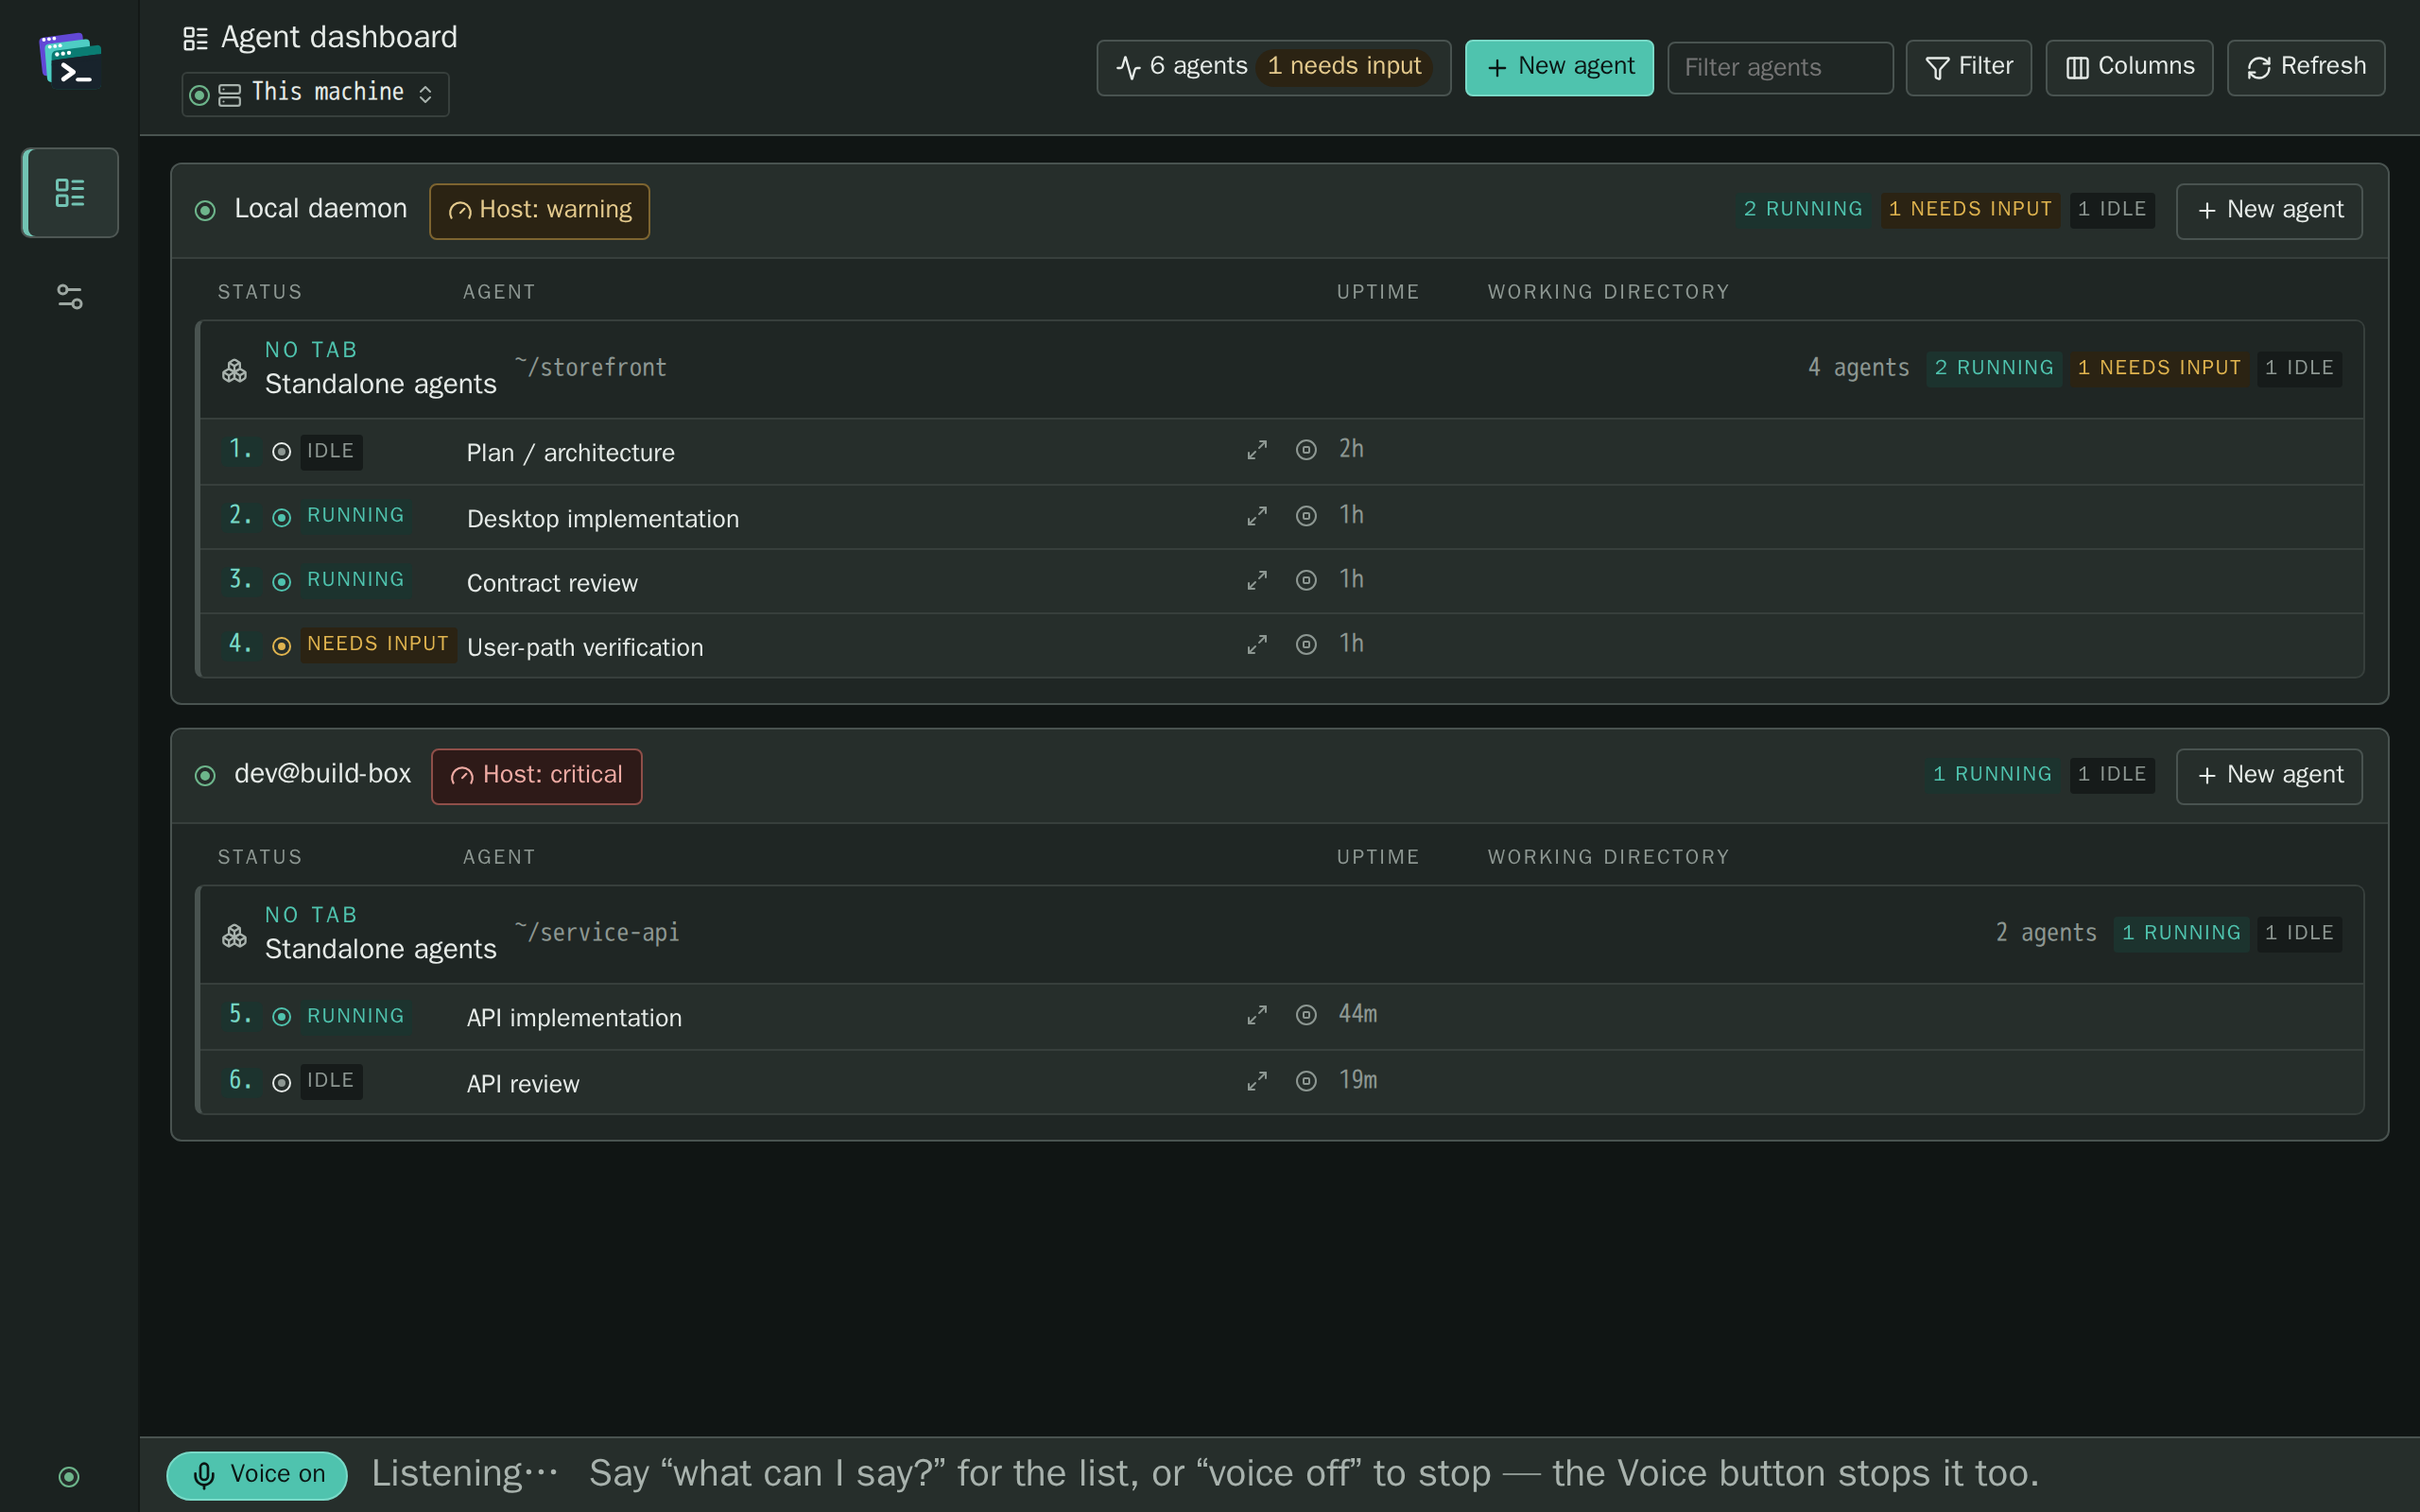 Agent dashboard
This machine
6 agents 1 needs input
New agent
Filter agents
Filter
Columns
Refresh
Local daemon Host: warning 2 RUNNING 1 NEEDS INPUT 1 IDLE New agent
STATUS AGENT UPTIME WORKING DIRECTORY
NO TAB
Standalone agents ~/storefront 4 agents 2 RUNNING 1 NEEDS INPUT 1 IDLE
1. IDLE Plan / architecture 2h
2. RUNNING Desktop implementation 1h
3. RUNNING Contract review 1h
4. NEEDS INPUT User-path verification 1h
dev@build-box Host: critical 1 RUNNING 1 IDLE New agent
STATUS AGENT UPTIME WORKING DIRECTORY
NO TAB
Standalone agents ~/service-api 2 agents 1 RUNNING 1 IDLE
5. RUNNING API implementation 44m
6. IDLE API review 19m
Voice on Listening··· Say “what can I say?” for the list, or “voice off” to stop — the Voice button stops it too.